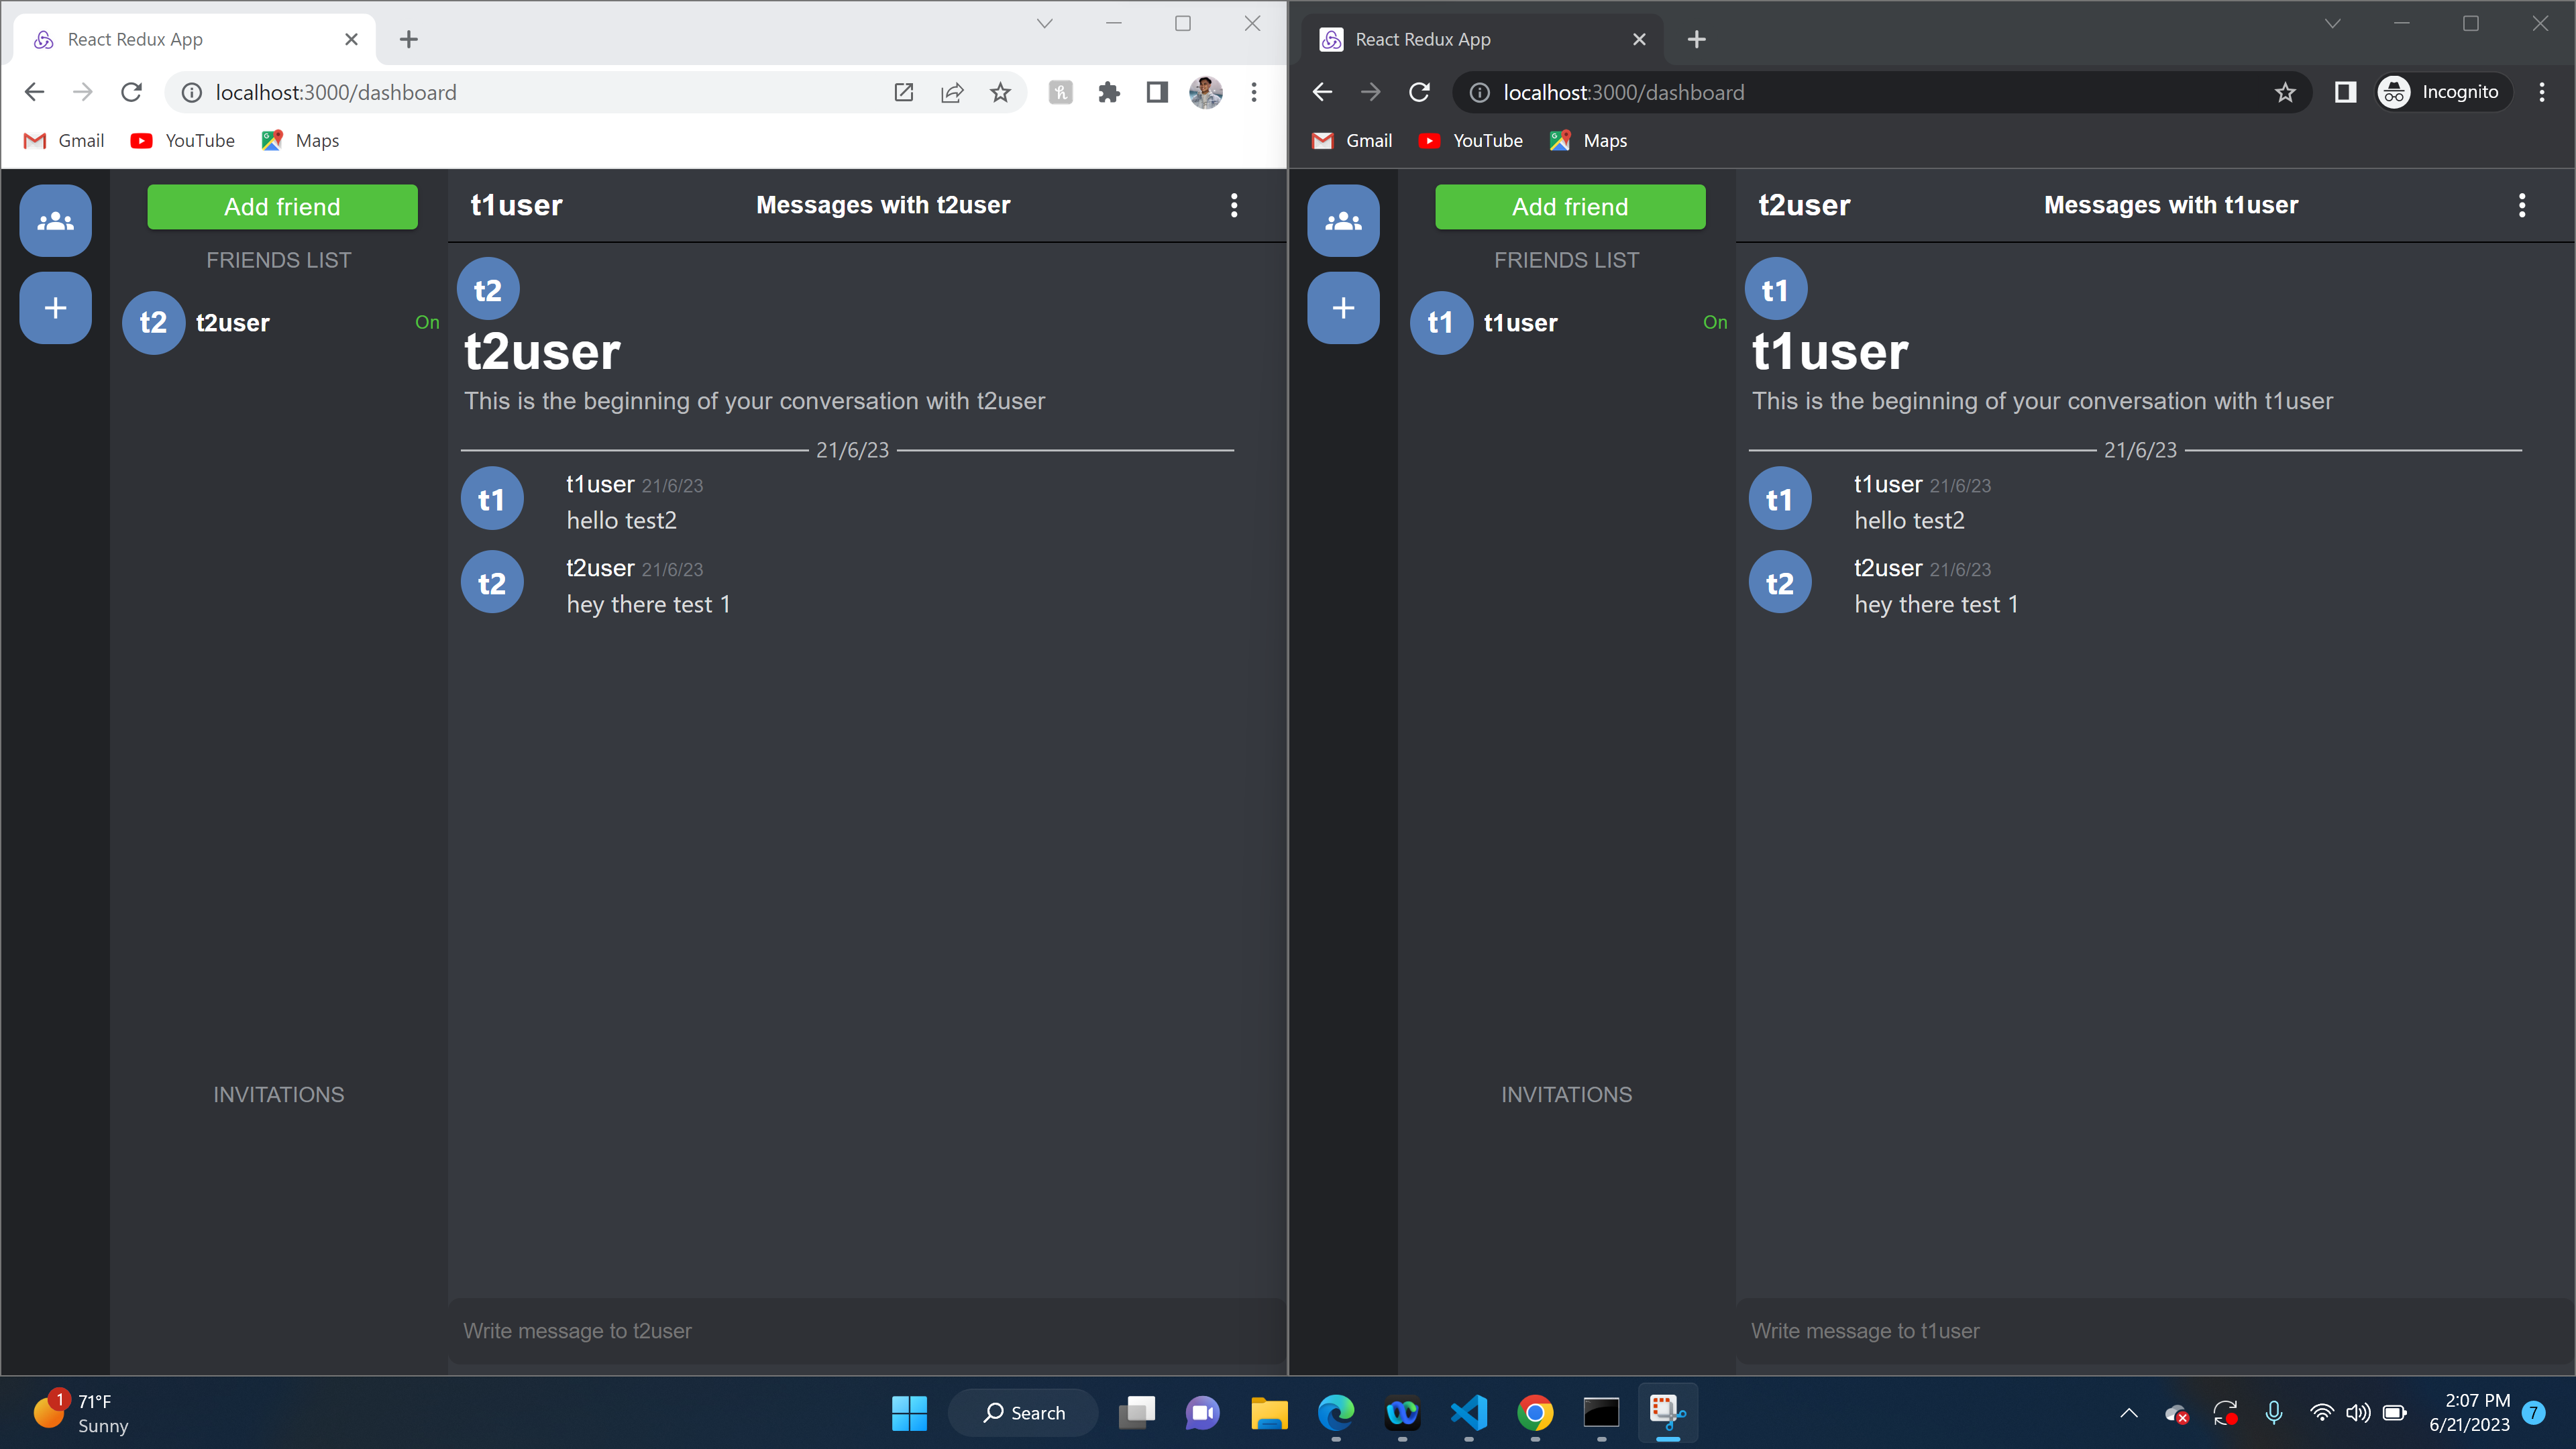 React Redux App
localhost:3000/dashboard
Gmail YouTube Maps
Add friend
FRIENDS LIST
t2 t2user On
INVITATIONS
t1user Messages with t2user
t2
t2user
This is the beginning of your conversation with t2user
21/6/23
t1 t1user 21/6/23
hello test2
t2 t2user 21/6/23
hey there test 1
Write message to t2user
React Redux App
localhost:3000/dashboard Incognito
Gmail YouTube Maps
Add friend
FRIENDS LIST
t1 t1user On
INVITATIONS
t2user Messages with t1user
t1
t1user
This is the beginning of your conversation with t1user
21/6/23
t1 t1user 21/6/23
hello test2
t2 t2user 21/6/23
hey there test 1
Write message to t1user
1 71°F
Sunny
Search
2:07 PM
6/21/2023
7